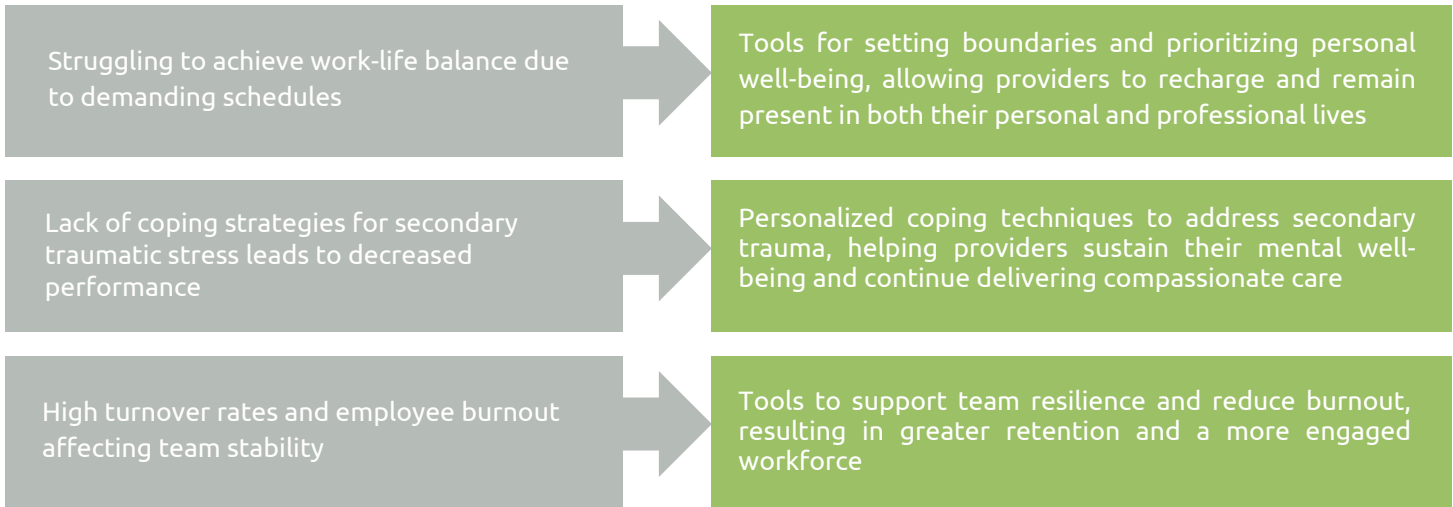 Struggling to achieve work-life balance due
to demanding schedules
Tools for setting boundaries and prioritizing personal
well-being, allowing providers to recharge and remain
present in both their personal and professional lives
Lack of coping strategies for secondary
traumatic stress leads to decreased
performance
Personalized coping techniques to address secondary
trauma, helping providers sustain their mental well-
being and continue delivering compassionate care
High turnover rates and employee burnout
affecting team stability
Tools to support team resilience and reduce burnout,
resulting in greater retention and a more engaged
workforce